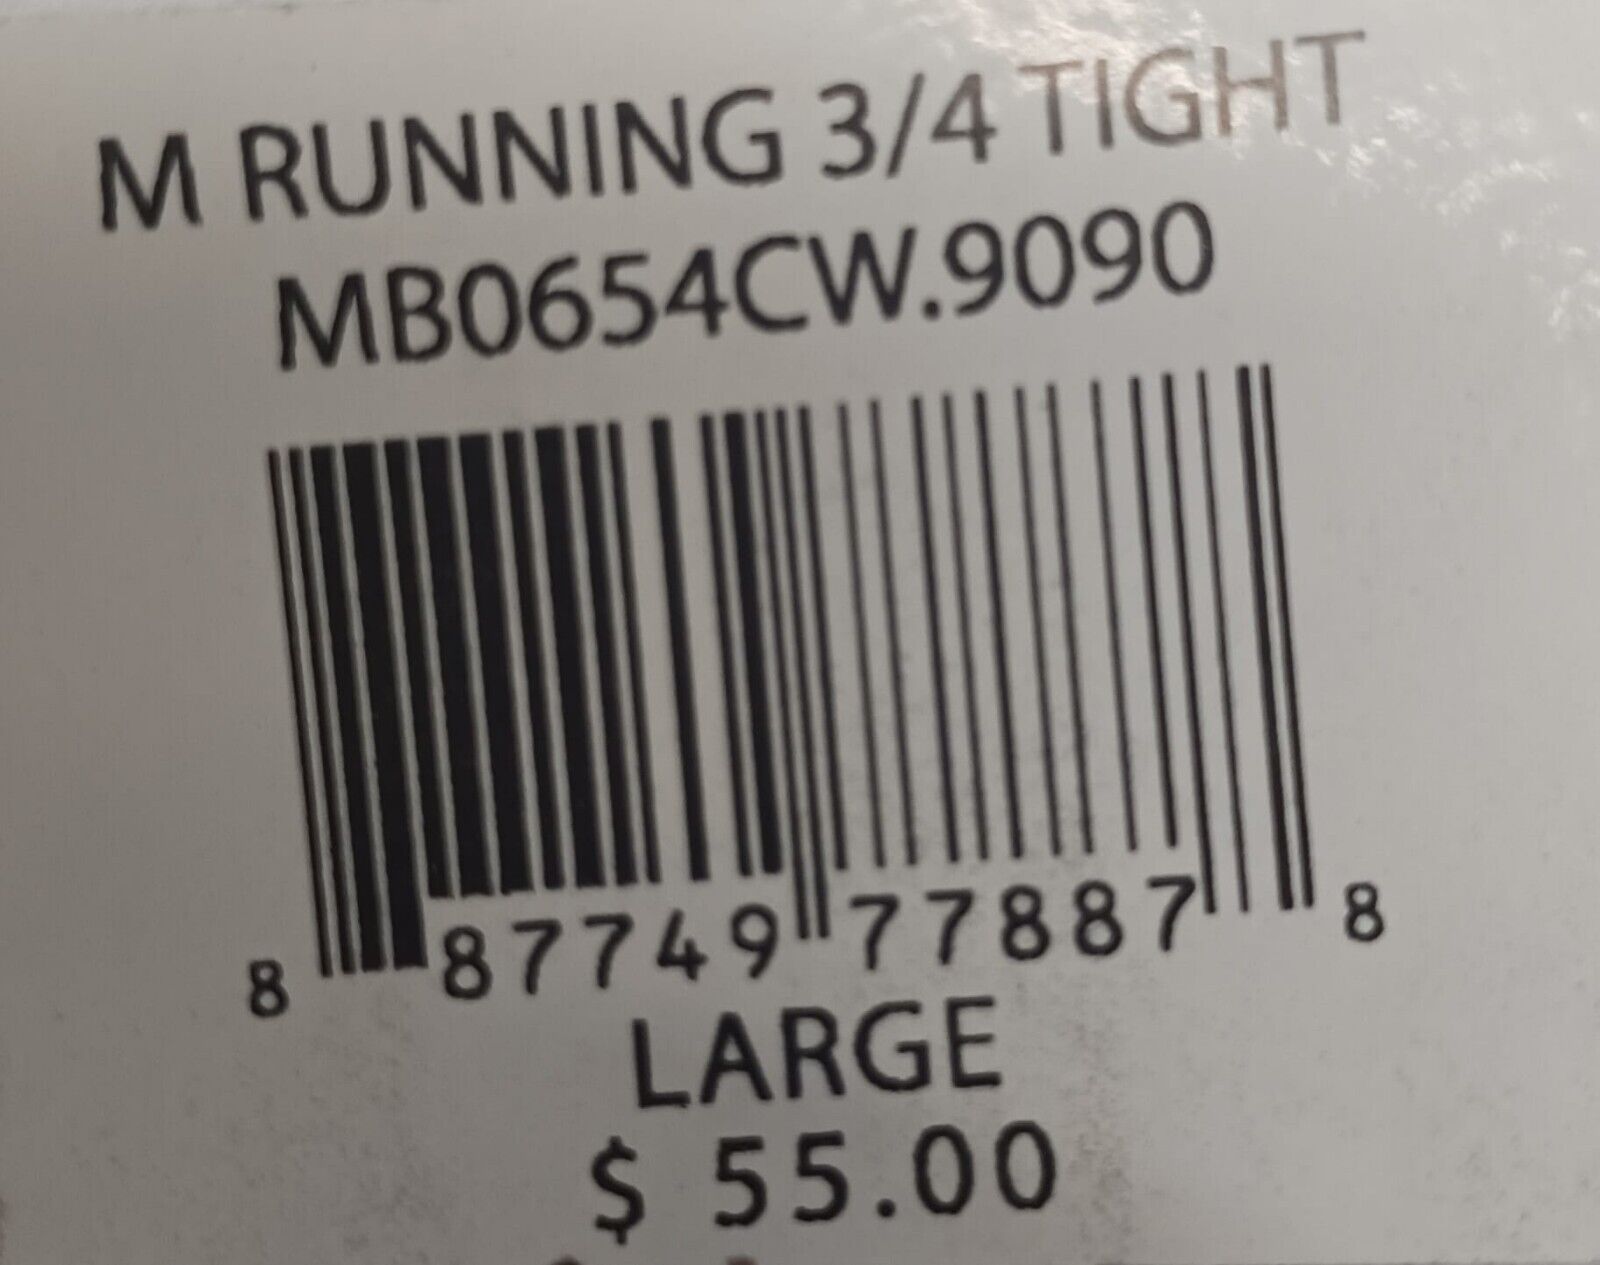 M RUNNING 3/4 TIGHT
MB0654CW.9090
8 87749 77887 8
LARGE
$ 55.00